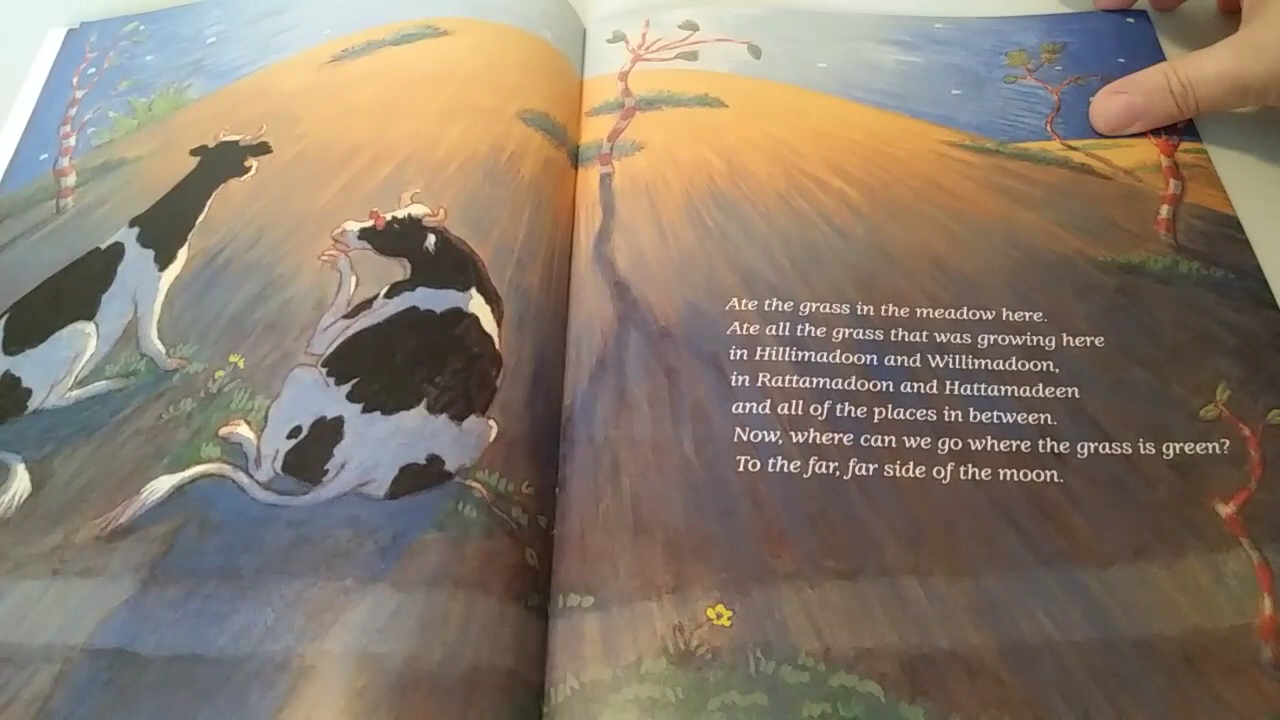 Ate the grass in the meadow here.
Ate all the grass that was growing here
in Hillimadoon and Willimadoon,
in Rattamadoon and Hattamadeen
and all of the places in between.
Now, where can we go where the grass is green?
To the far, far side of the moon.